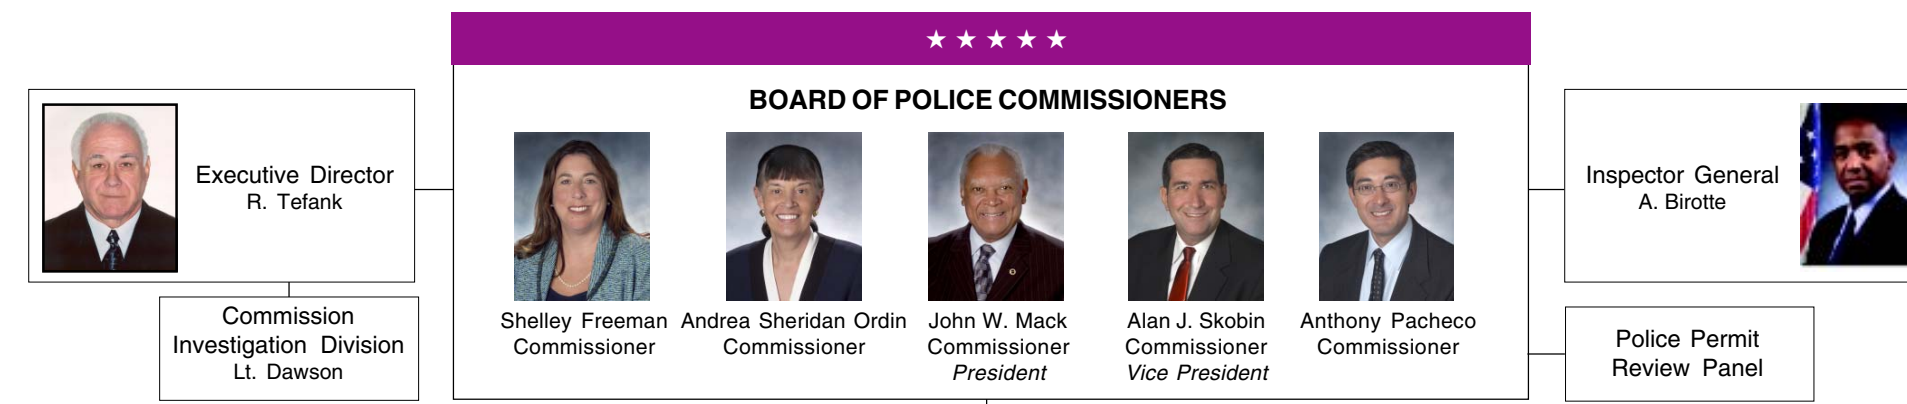 ★ ★ ★ ★ ★
BOARD OF POLICE COMMISSIONERS
Executive Director
R. Tefank
Commission
Investigation Division
Lt. Dawson
Shelley Freeman
Commissioner
Andrea Sheridan Ordin
Commissioner
John W. Mack
Commissioner
President
Alan J. Skobin
Commissioner
Vice President
Anthony Pacheco
Commissioner
Inspector General
A. Birotte
Police Permit
Review Panel